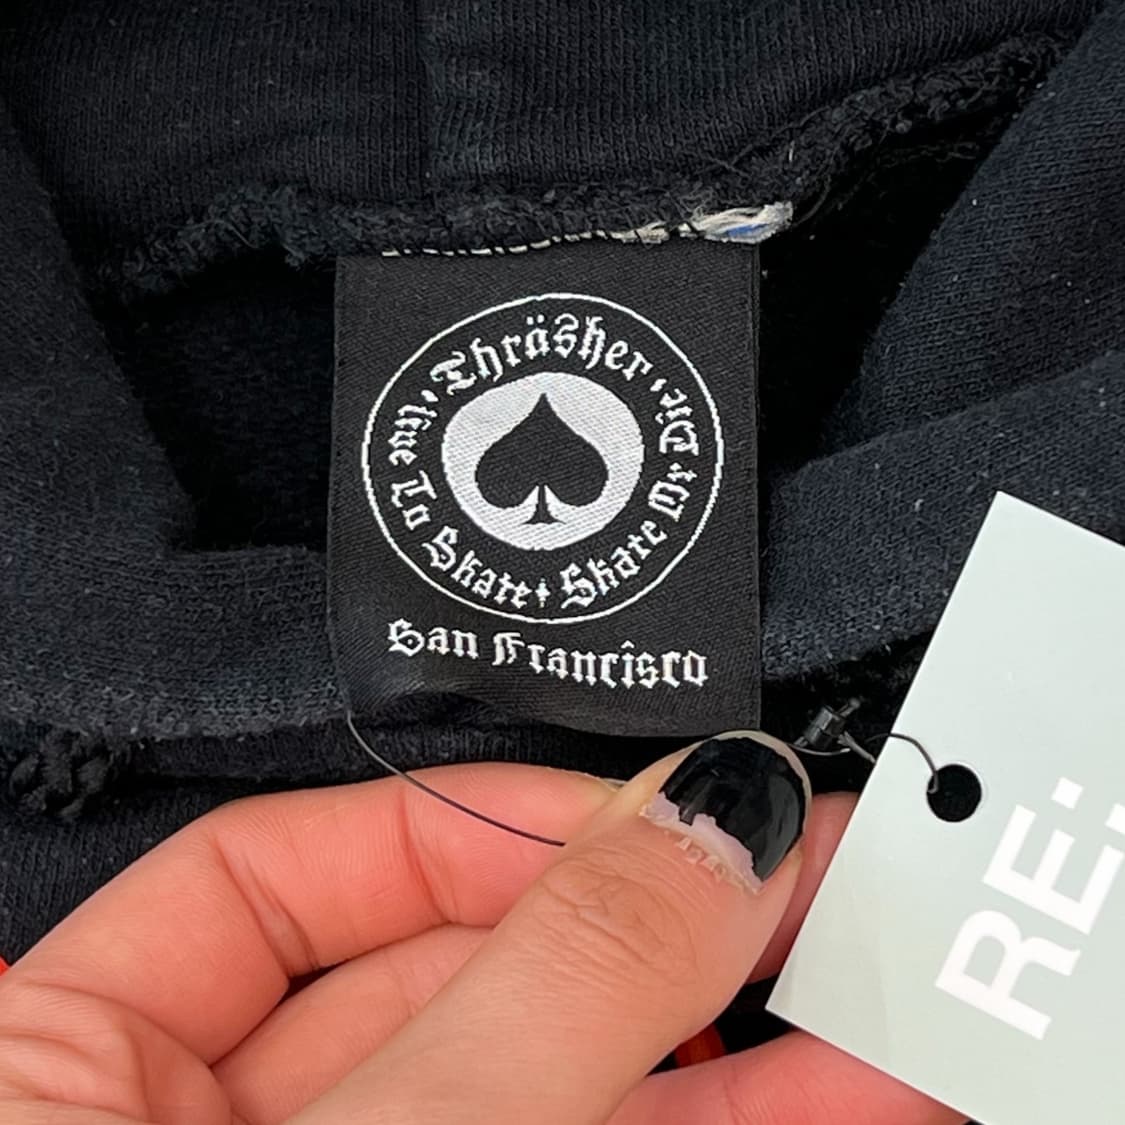 Thräsher
Live To Skate
Skate Or Die
San Francisco
RE: